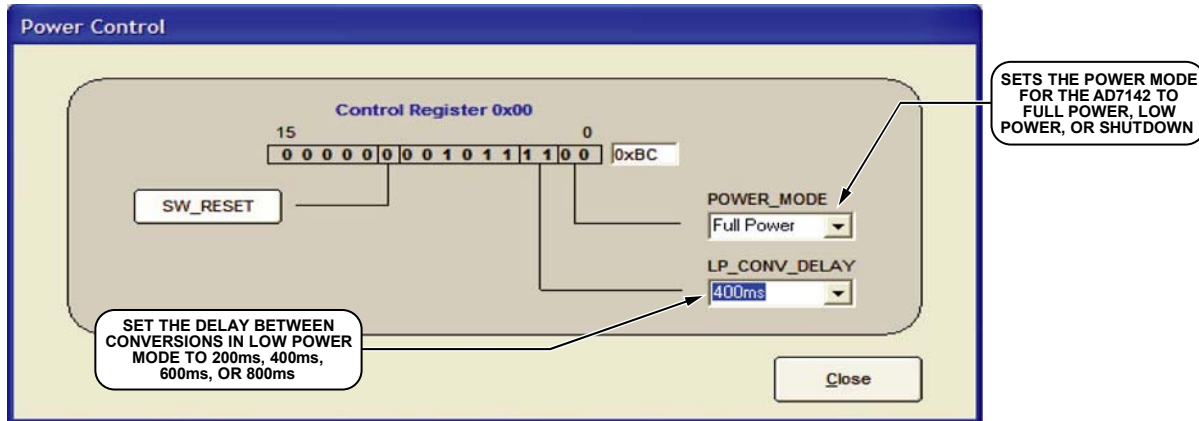 Power Control
Control Register 0x00
15 0
0 0 0 0 0 0 0 0 1 0 1 1 1 1 0 0 0xBC
SW_RESET
POWER_MODE
Full Power
LP_CONV_DELAY
400ms
Close
SETS THE POWER MODE
FOR THE AD7142 TO
FULL POWER, LOW
POWER, OR SHUTDOWN
SET THE DELAY BETWEEN
CONVERSIONS IN LOW POWER
MODE TO 200ms, 400ms,
600ms, OR 800ms